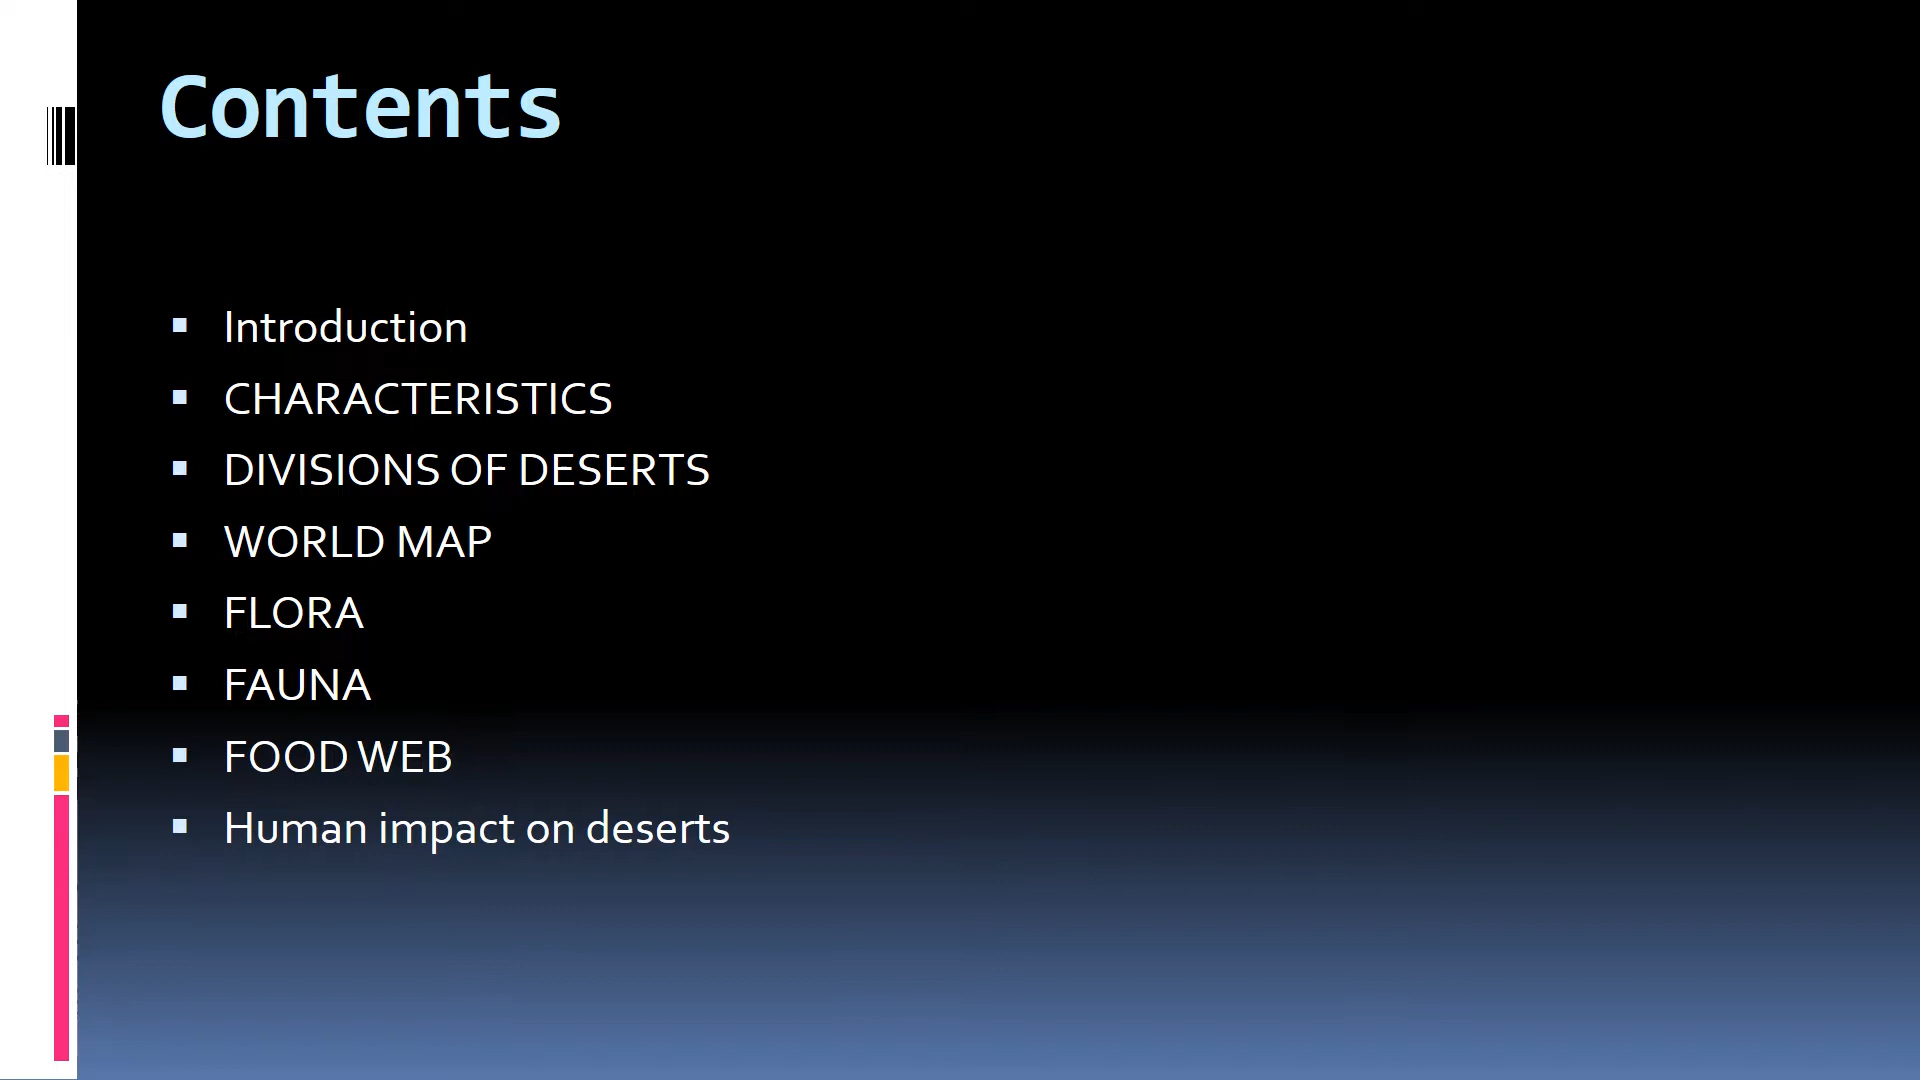 Contents
Introduction
CHARACTERISTICS
DIVISIONS OF DESERTS
WORLD MAP
FLORA
FAUNA
FOOD WEB
Human impact on deserts